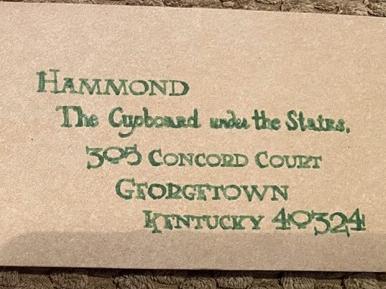 HAMMOND
The Cupboard under the Stairs.
305 CONCORD COURT
GEORGETOWN
KENTUCKY 40324